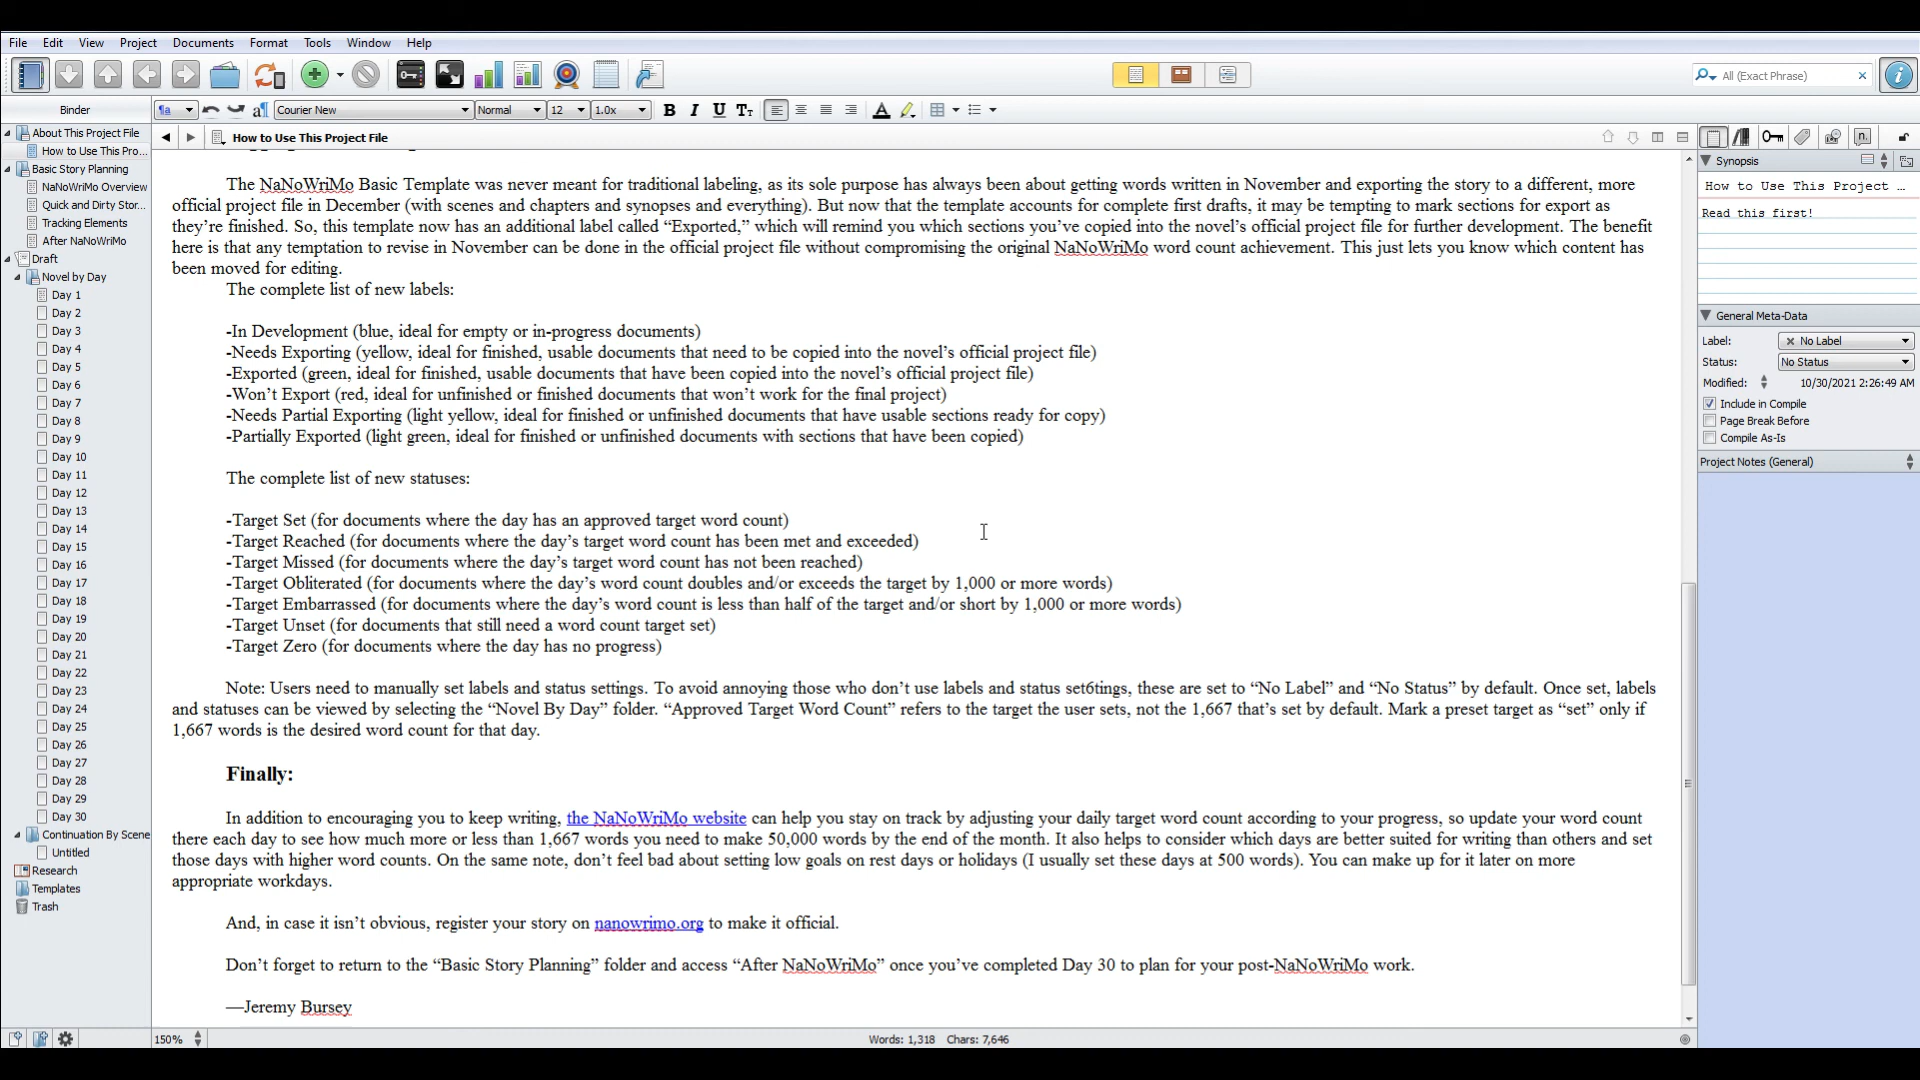 File Edit View Project Documents Format Tools Window Help
All (Exact Phrase)
Binder
Courier New Normal 12 1.0x B I U
How to Use This Project File
About This Project File
How to Use This Pro...
Basic Story Planning
NaNoWriMo Overview
Quick and Dirty Stor...
Tracking Elements
After NaNoWriMo
Draft
Novel by Day
Day 1
Day 2
Day 3
Day 4
Day 5
Day 6
Day 7
Day 8
Day 9
Day 10
Day 11
Day 12
Day 13
Day 14
Day 15
Day 16
Day 17
Day 18
Day 19
Day 20
Day 21
Day 22
Day 23
Day 24
Day 25
Day 26
Day 27
Day 28
Day 29
Day 30
Continuation By Scene
Untitled
Research
Templates
Trash
The NaNoWriMo Basic Template was never meant for traditional labeling, as its sole purpose has always been about getting words written in November and exporting the story to a different, more
official project file in December (with scenes and chapters and synopses and everything). But now that the template accounts for complete first drafts, it may be tempting to mark sections for export as
they’re finished. So, this template now has an additional label called “Exported,” which will remind you which sections you’ve copied into the novel’s official project file for further development. The benefit
here is that any temptation to revise in November can be done in the official project file without compromising the original NaNoWriMo word count achievement. This just lets you know which content has
been moved for editing.
The complete list of new labels:
-In Development (blue, ideal for empty or in-progress documents)
-Needs Exporting (yellow, ideal for finished, usable documents that need to be copied into the novel’s official project file)
-Exported (green, ideal for finished, usable documents that have been copied into the novel’s official project file)
-Won’t Export (red, ideal for unfinished or finished documents that won’t work for the final project)
-Needs Partial Exporting (light yellow, ideal for finished or unfinished documents that have usable sections ready for copy)
-Partially Exported (light green, ideal for finished or unfinished documents with sections that have been copied)
The complete list of new statuses:
-Target Set (for documents where the day has an approved target word count)
-Target Reached (for documents where the day’s target word count has been met and exceeded)
-Target Missed (for documents where the day’s target word count has not been reached)
-Target Obliterated (for documents where the day’s word count doubles and/or exceeds the target by 1,000 or more words)
-Target Embarrassed (for documents where the day’s word count is less than half of the target and/or short by 1,000 or more words)
-Target Unset (for documents that still need a word count target set)
-Target Zero (for documents where the day has no progress)
Note: Users need to manually set labels and status settings. To avoid annoying those who don’t use labels and status set6tings, these are set to “No Label” and “No Status” by default. Once set, labels
and statuses can be viewed by selecting the “Novel By Day” folder. “Approved Target Word Count” refers to the target the user sets, not the 1,667 that’s set by default. Mark a preset target as “set” only if
1,667 words is the desired word count for that day.
Finally:
In addition to encouraging you to keep writing, the NaNoWriMo website can help you stay on track by adjusting your daily target word count according to your progress, so update your word count
there each day to see how much more or less than 1,667 words you need to make 50,000 words by the end of the month. It also helps to consider which days are better suited for writing than others and set
those days with higher word counts. On the same note, don’t feel bad about setting low goals on rest days or holidays (I usually set these days at 500 words). You can make up for it later on more
appropriate workdays.
And, in case it isn’t obvious, register your story on nanowrimo.org to make it official.
Don’t forget to return to the “Basic Story Planning” folder and access “After NaNoWriMo” once you’ve completed Day 30 to plan for your post-NaNoWriMo work.
—Jeremy Bursey
Synopsis
How to Use This Project ...
Read this first!
General Meta-Data
Label: No Label
Status: No Status
Modified: 10/30/2021 2:26:49 AM
Include in Compile
Page Break Before
Compile As-Is
Project Notes (General)
150% Words: 1,318 Chars: 7,646